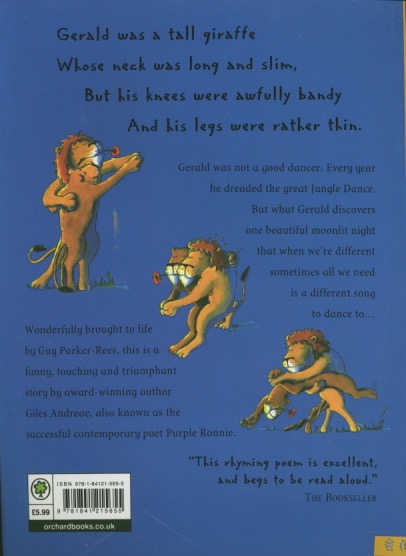 Gerald was a tall giraffe
Whose neck was long and slim,
But his knees were awfully bandy
And his legs were rather thin.
Gerald was not a good dancer. Every year
he dreaded the great Jungle Dance.
But what Gerald discovers
one beautiful moonlit night
that when we're different
sometimes all we need
is a different song
to dance to...
Wonderfully brought to life
by Guy Parker-Rees, this is a
funny, touching and triumphant
story by award-winning author
Giles Andreae, also known as the
successful contemporary poet Purple Ronnie.
"This rhyming poem is excellent,
and begs to be read aloud."
THE BOOKSELLER
ISBN 978-1-84121-565-5
£5.99
9 781841 215655
orchardbooks.co.uk